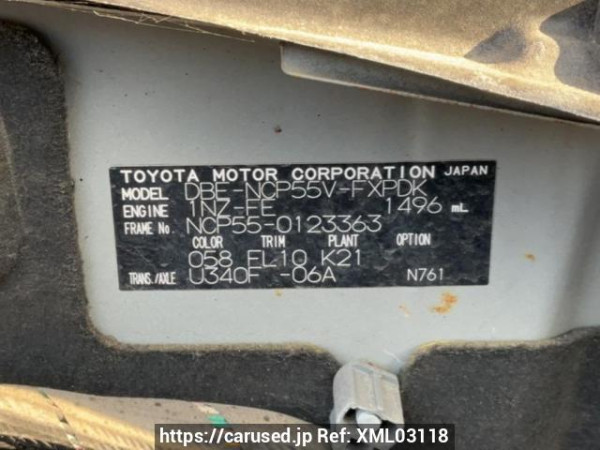 TOYOTA MOTOR CORPORATION JAPAN
MODEL DBE-NCP55V-FXPDK
ENGINE 1NZ-FE 1496 mL
FRAME No. NCP55-0123363
COLOR TRIM PLANT OPTION
058 FL10 K21
TRANS./AXLE U340F -06A N761
https://carused.jp Ref: XML03118